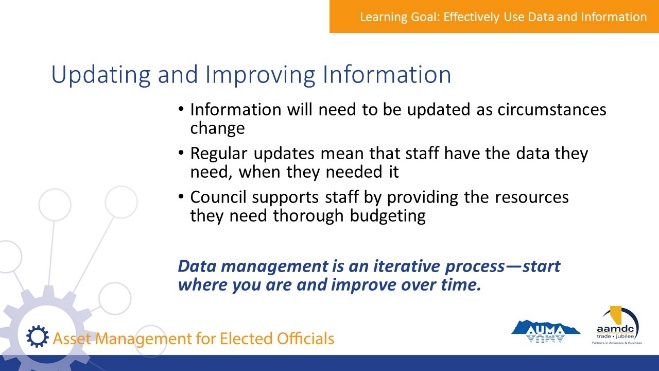 Learning Goal: Effectively Use Data and Information
Updating and Improving Information
• Information will need to be updated as circumstances
change
• Regular updates mean that staff have the data they
need, when they needed it
• Council supports staff by providing the resources
they need thorough budgeting
Data management is an iterative process—start
where you are and improve over time.
Asset Management for Elected Officials
AUMA
aamdc
trade • jubilee